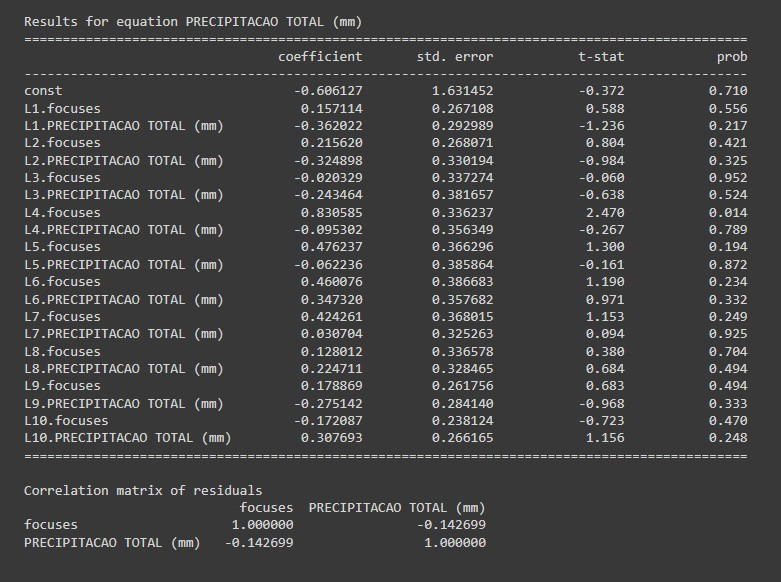 Results for equation PRECIPITACAO TOTAL (mm)
==============================================================================================
coefficient std. error t-stat prob
----------------------------------------------------------------------------------------------
const -0.606127 1.631452 -0.372 0.710
L1.focuses 0.157114 0.267108 0.588 0.556
L1.PRECIPITACAO TOTAL (mm) -0.362022 0.292989 -1.236 0.217
L2.focuses 0.215620 0.268071 0.804 0.421
L2.PRECIPITACAO TOTAL (mm) -0.324898 0.330194 -0.984 0.325
L3.focuses -0.020329 0.337274 -0.060 0.952
L3.PRECIPITACAO TOTAL (mm) -0.243464 0.381657 -0.638 0.524
L4.focuses 0.830585 0.336237 2.470 0.014
L4.PRECIPITACAO TOTAL (mm) -0.095302 0.356349 -0.267 0.789
L5.focuses 0.476237 0.366296 1.300 0.194
L5.PRECIPITACAO TOTAL (mm) -0.062236 0.385864 -0.161 0.872
L6.focuses 0.460076 0.386683 1.190 0.234
L6.PRECIPITACAO TOTAL (mm) 0.347320 0.357682 0.971 0.332
L7.focuses 0.424261 0.368015 1.153 0.249
L7.PRECIPITACAO TOTAL (mm) 0.030704 0.325263 0.094 0.925
L8.focuses 0.128012 0.336578 0.380 0.704
L8.PRECIPITACAO TOTAL (mm) 0.224711 0.328465 0.684 0.494
L9.focuses 0.178869 0.261756 0.683 0.494
L9.PRECIPITACAO TOTAL (mm) -0.275142 0.284140 -0.968 0.333
L10.focuses -0.172087 0.238124 -0.723 0.470
L10.PRECIPITACAO TOTAL (mm) 0.307693 0.266165 1.156 0.248
==============================================================================================
Correlation matrix of residuals
focuses PRECIPITACAO TOTAL (mm)
focuses 1.000000 -0.142699
PRECIPITACAO TOTAL (mm) -0.142699 1.000000